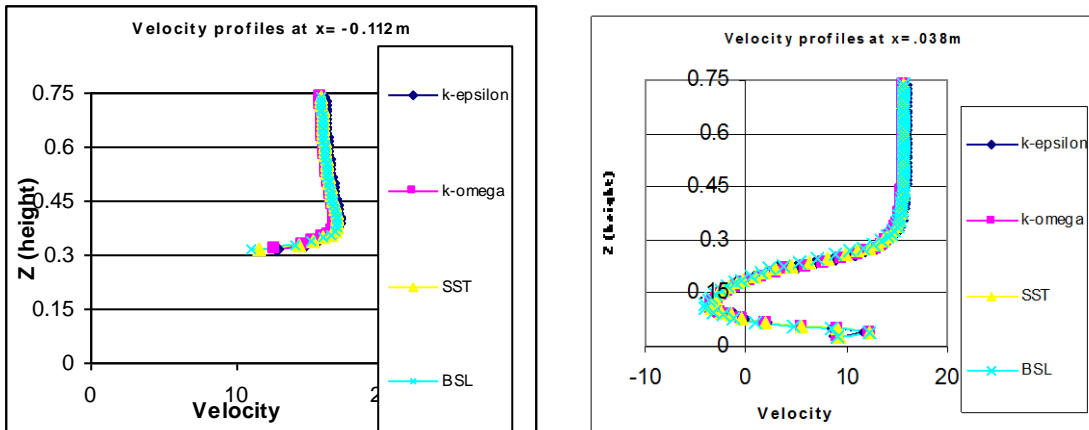 Velocity profiles at x= -0.112m
0.75
0.6
0.45
0.3
0.15
0
0
10
2
Z (height)
Velocity
k-epsilon
k-omega
SST
BSL
Velocity profiles at x=.038m
0.75
0.6
0.45
0.3
0.15
0
-10
0
10
20
Z (height)
Velocity
k-epsilon
k-omega
SST
BSL